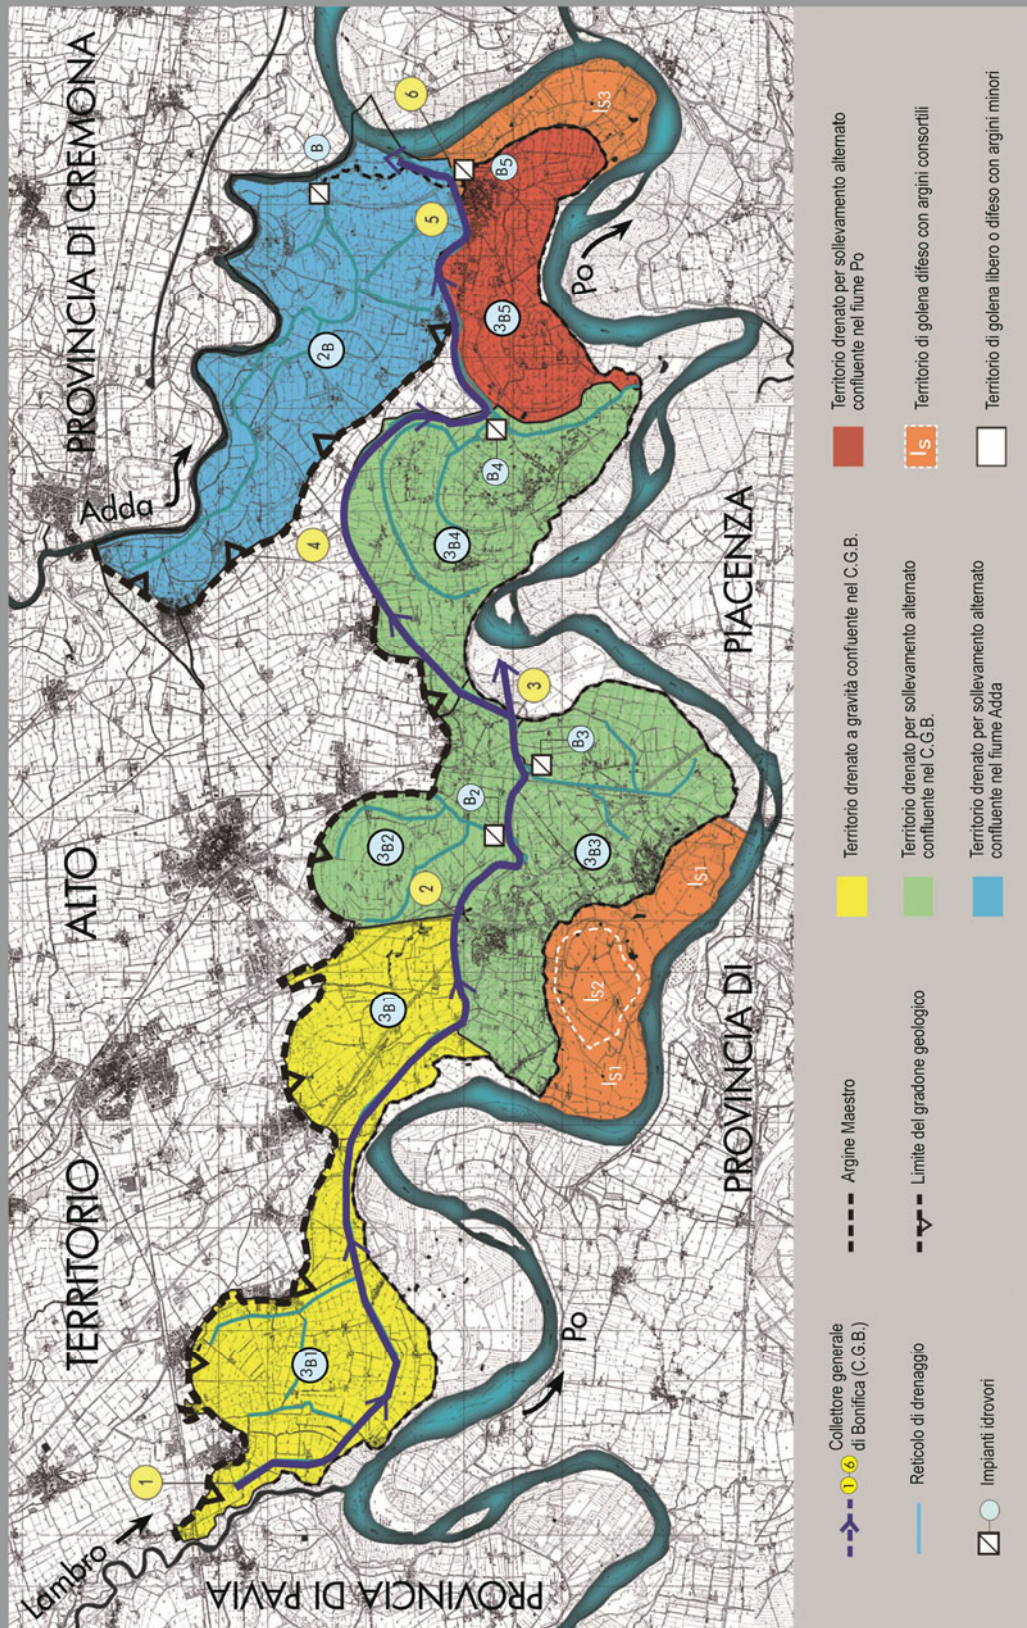 TERRITORIO
ALTO
PROVINCIA DI CREMONA
Lambro
Adda
PROVINCIA DI PAVIA
PROVINCIA DI
PIACENZA
Po
Po
1
2
3
4
5
6
3B1
3B1
3B2
B2
3B3
B3
3B4
B4
3B5
B5
2B
B
IS1
IS2
IS1
IS3
1 6 Collettore generale
di Bonifica (C.G.B.)
Reticolo di drenaggio
Impianti idrovori
Argine Maestro
Limite del gradone geologico
Territorio drenato a gravità confuente nel C.G.B.
Territorio drenato per sollevamento alternato
confluente nel C.G.B.
Territorio drenato per sollevamento alternato
confluente nel fiume Adda
Territorio drenato per sollevamento alternato
confluente nel fiume Po
Is
Territorio di golena difeso con argini consortili
Territorio di golena libero o difeso con argini minori